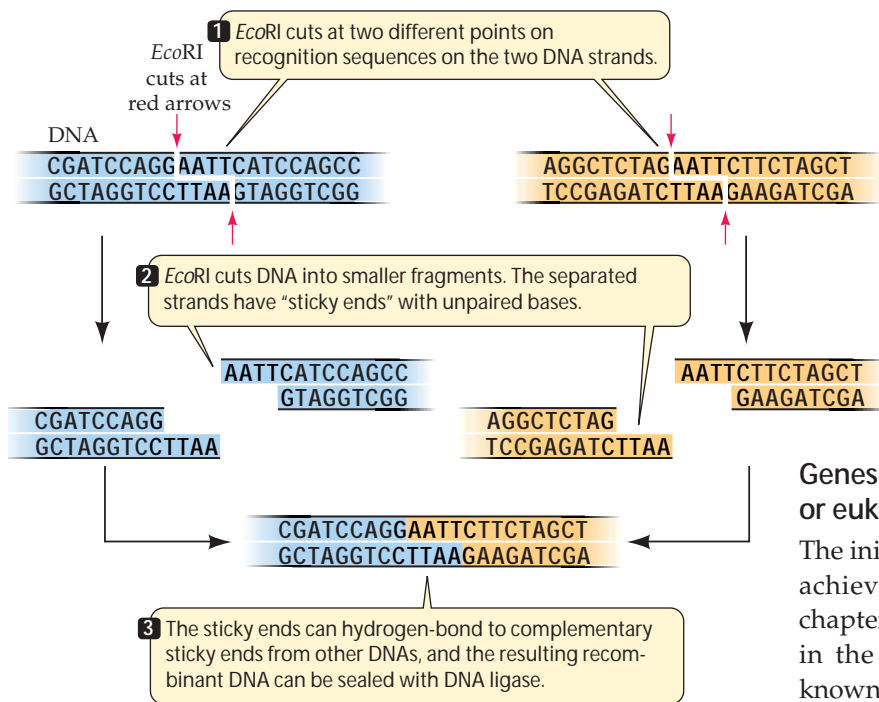 1 EcoRI cuts at two different points on
recognition sequences on the two DNA strands.
EcoRI
cuts at
red arrows
DNA
CGATCCAGGAATTCATCCAGCC
GCTAGGTCCTTAAGTAGGTCGG
AGGCTCTAGAATTCTTCTAGCT
TCCGAGATCTTAAGAAGATCGA
2 EcoRI cuts DNA into smaller fragments. The separated
strands have “sticky ends” with unpaired bases.
AATTCATCCAGCC
GTAGGTCGG
CGATCCAGG
GCTAGGTCCTTAA
AATTCTTCTAGCT
GAAGATCGA
AGGCTCTAG
TCCGAGATCTTAA
CGATCCAGGAATTCTTCTAGCT
GCTAGGTCCTTAAGAAGATCGA
3 The sticky ends can hydrogen-bond to complementary
sticky ends from other DNAs, and the resulting recom-
binant DNA can be sealed with DNA ligase.
Genes
or euk
The ini
achiev
chapter
in the
known